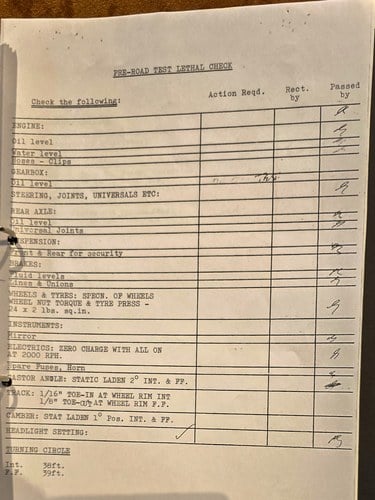 PRE-ROAD TEST LETHAL CHECK
Action Reqd. Rect. by Passed by
Check the following:
ENGINE:
Oil level
Water level
Hoses - Clips
GEARBOX:
Oil level
STEERING, JOINTS, UNIVERSALS ETC:
REAR AXLE:
Oil level
Universal Joints
SUSPENSION:
Front & Rear for security
BRAKES:
Fluid levels
Lines & Unions
WHEELS & TYRES: SPECN. OF WHEELS
WHEEL NUT TORQUE & TYRE PRESS -
24 x 2 lbs. sq.in.
INSTRUMENTS:
Mirror
ELECTRICS: ZERO CHARGE WITH ALL ON
AT 2000 RPH.
Spare Fuses, Horn
CASTOR ANGLE: STATIC LADEN 2° INT. & FF.
TRACK: 1/16" TOE-IN AT WHEEL RIM INT
1/8" TOE-OUT AT WHEEL RIM F.F.
CAMBER: STAT LADEN 1° Pos. INT. & FF.
HEADLIGHT SETTING:
TURNING CIRCLE
Int. 38ft.
F.F. 39ft.